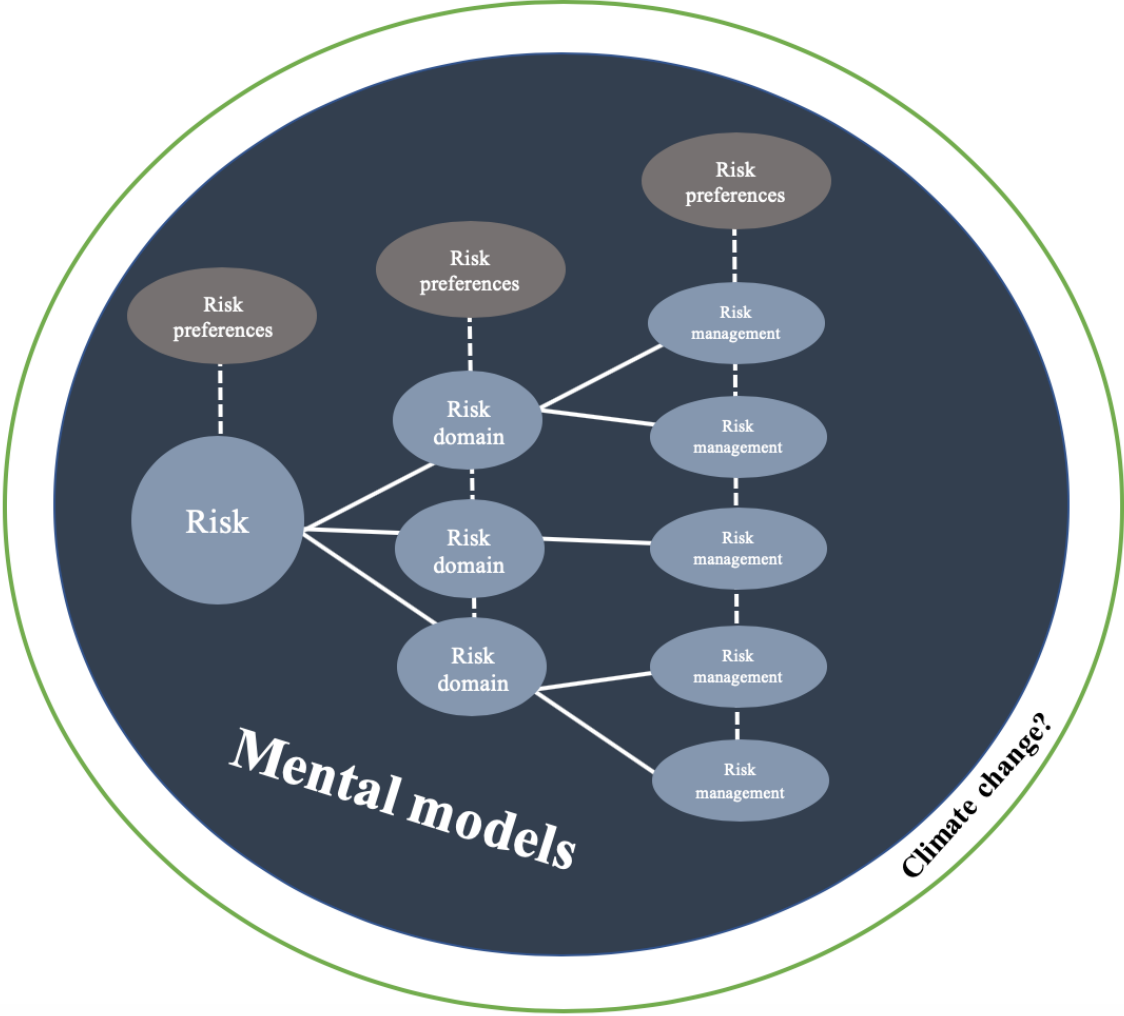 Risk
preferences
Risk
preferences
Risk
preferences
Risk
Risk
domain
Risk
domain
Risk
domain
Risk
management
Risk
management
Risk
management
Risk
management
Risk
management
Mental models
Climate change?